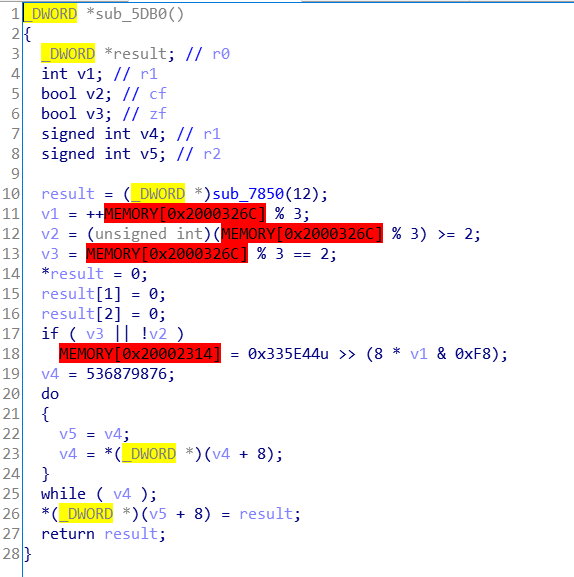 1 _DWORD *sub_5DB0()
2 {
3   _DWORD *result; // r0
4   int v1; // r1
5   bool v2; // cf
6   bool v3; // zf
7   signed int v4; // r1
8   signed int v5; // r2
9
10   result = (_DWORD *)sub_7850(12);
11   v1 = ++MEMORY[0x2000326C] % 3;
12   v2 = (unsigned int)(MEMORY[0x2000326C] % 3) >= 2;
13   v3 = MEMORY[0x2000326C] % 3 == 2;
14   *result = 0;
15   result[1] = 0;
16   result[2] = 0;
17   if ( v3 || !v2 )
18     MEMORY[0x20002314] = 0x335E44u >> (8 * v1 & 0xF8);
19   v4 = 536879876;
20   do
21   {
22     v5 = v4;
23     v4 = *(_DWORD *)(v4 + 8);
24   }
25   while ( v4 );
26   *(_DWORD *)(v5 + 8) = result;
27   return result;
28 }